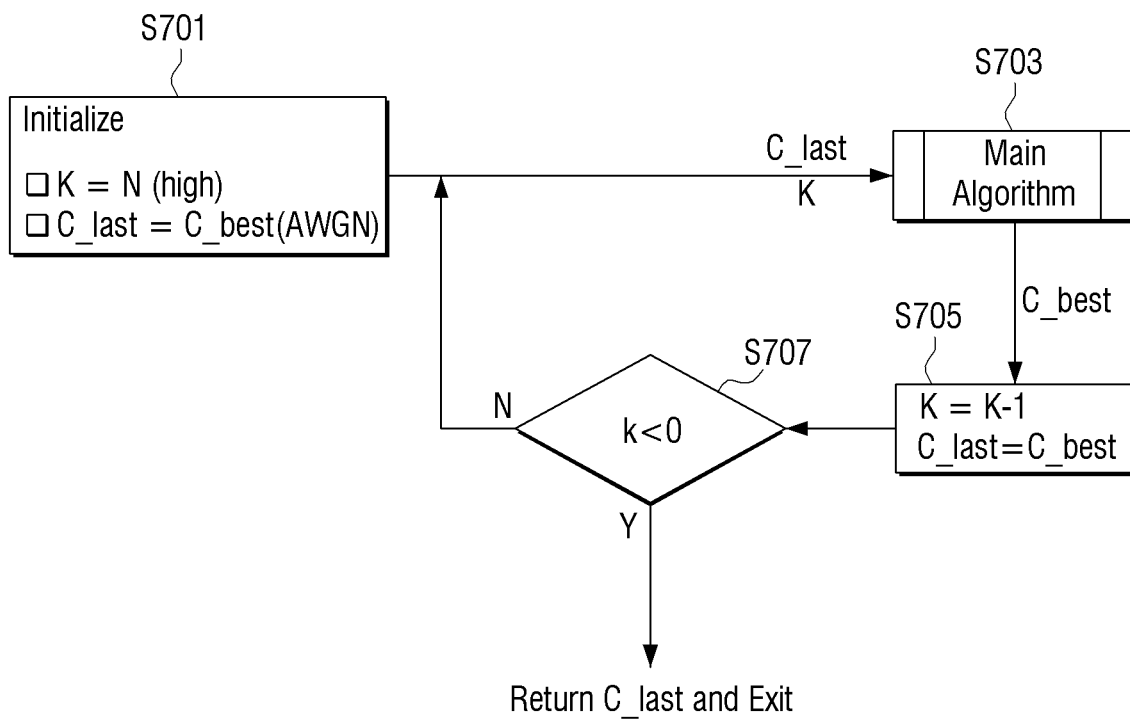 S701
Initialize
K = N (high)
C_last = C_best(AWGN)
C_last
K
S703
Main
Algorithm
C_best
S705
K = K-1
C_last=C_best
S707
k<0
N
Y
Return C_last and Exit